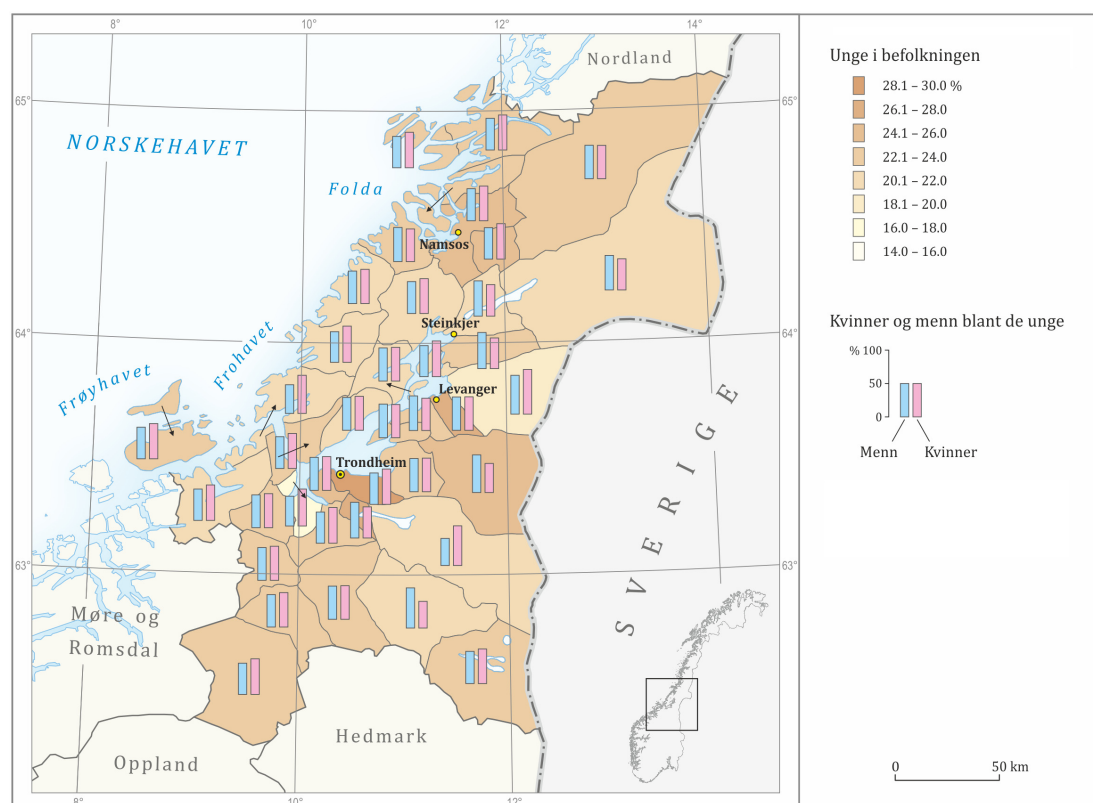 8°
10°
12°
14°
Nordland
65°
65°
NORSKEHAVET
Folda
Namsos
Steinkjer
64°
64°
Frohavet
Frøyhavet
Levanger
Trondheim
SVERIGE
63°
63°
Møre og
Romsdal
Hedmark
Oppland
8°
10°
12°
Unge i befolkningen
28.1 – 30.0 %
26.1 – 28.0
24.1 – 26.0
22.1 – 24.0
20.1 – 22.0
18.1 – 20.0
16.0 – 18.0
14.0 – 16.0
Kvinner og menn blant de unge
% 100
50
0
Menn
Kvinner
0 50 km